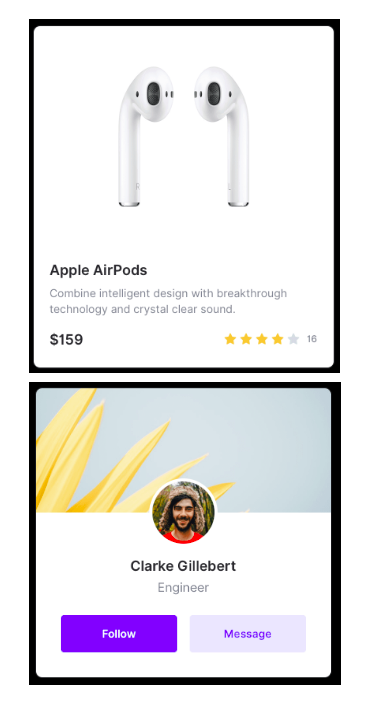 R L
Apple AirPods
Combine intelligent design with breakthrough
technology and crystal clear sound.
$159 16
Clarke Gillebert
Engineer
Follow Message